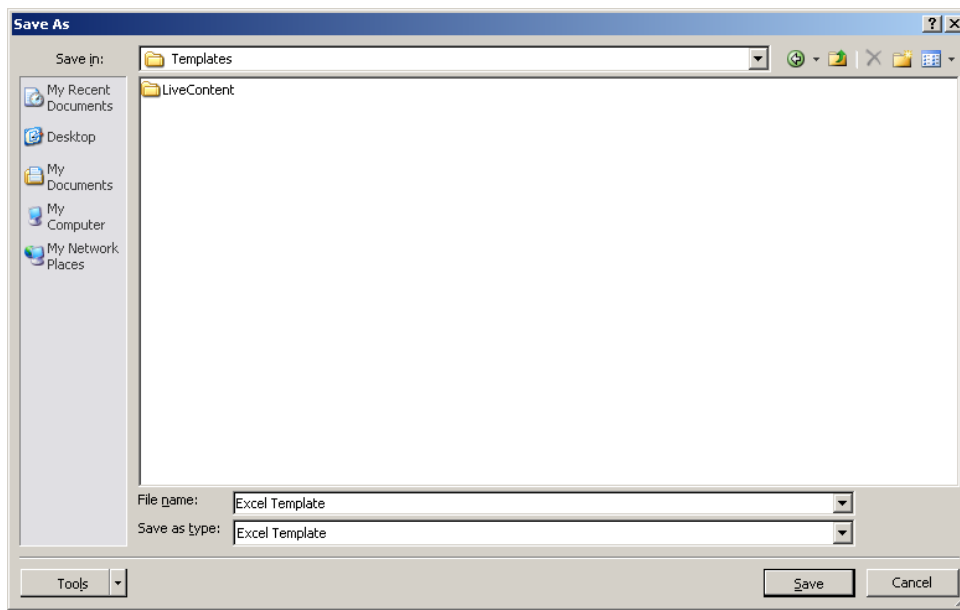 Save As
Save in:
Templates
My Recent
Documents
Desktop
My
Documents
My
Computer
My Network
Places
LiveContent
File name:
Excel Template
Save as type:
Excel Template
Tools
Save
Cancel